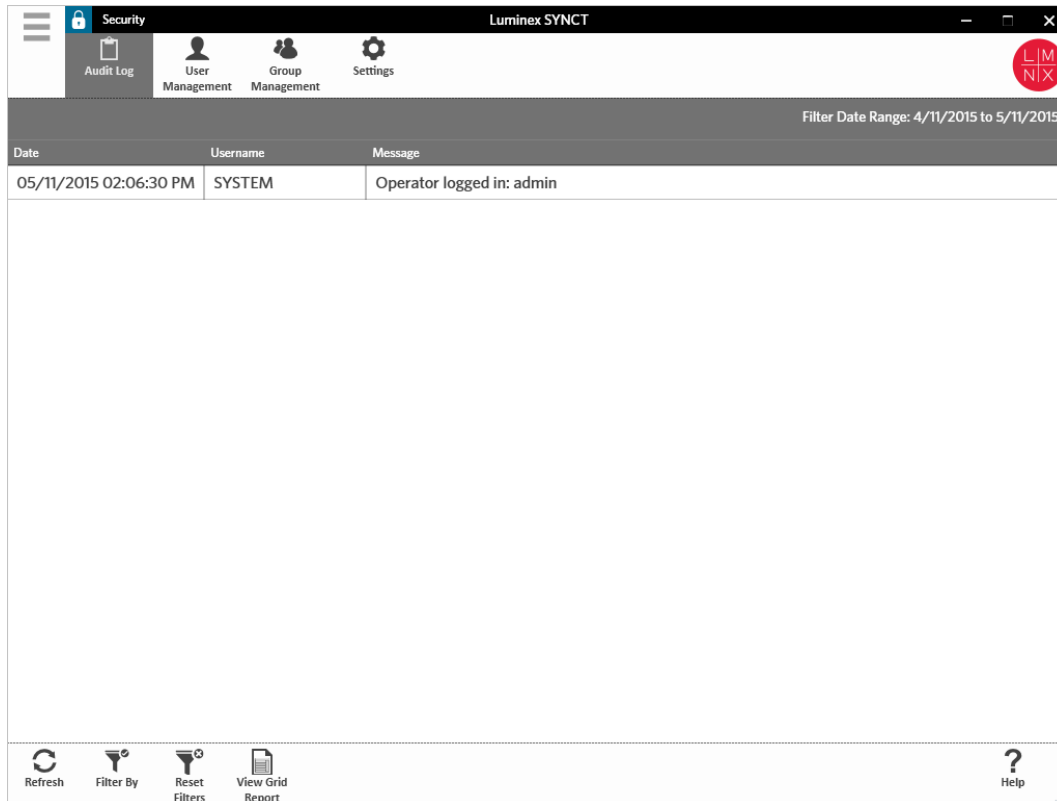 Security
Luminex SYNCT
Audit Log
User
Management
Group
Management
Settings
L M
N X
Filter Date Range: 4/11/2015 to 5/11/2015
Date Username Message
05/11/2015 02:06:30 PM SYSTEM Operator logged in: admin
Refresh
Filter By
Reset
Filters
View Grid
Report
?
Help